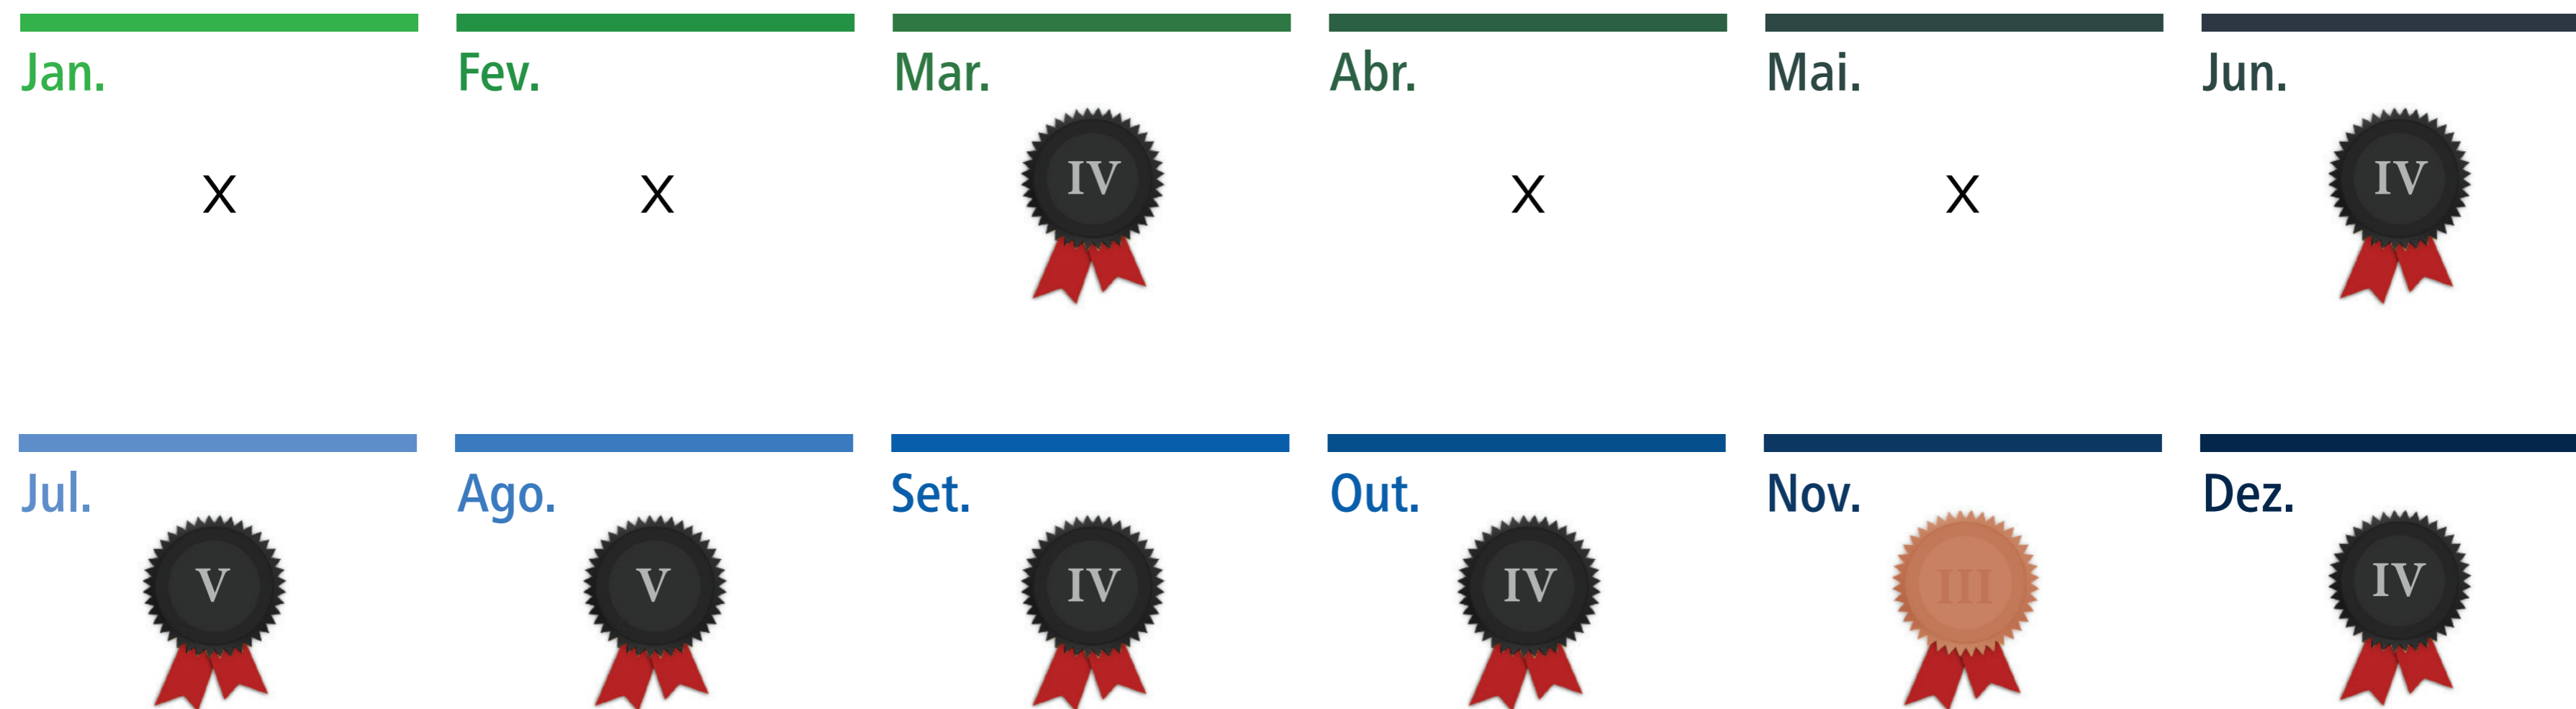 Jan. Fev. Mar. Abr. Mai. Jun.
X X IV X X IV
Jul. Ago. Set. Out. Nov. Dez.
V V IV IV III IV